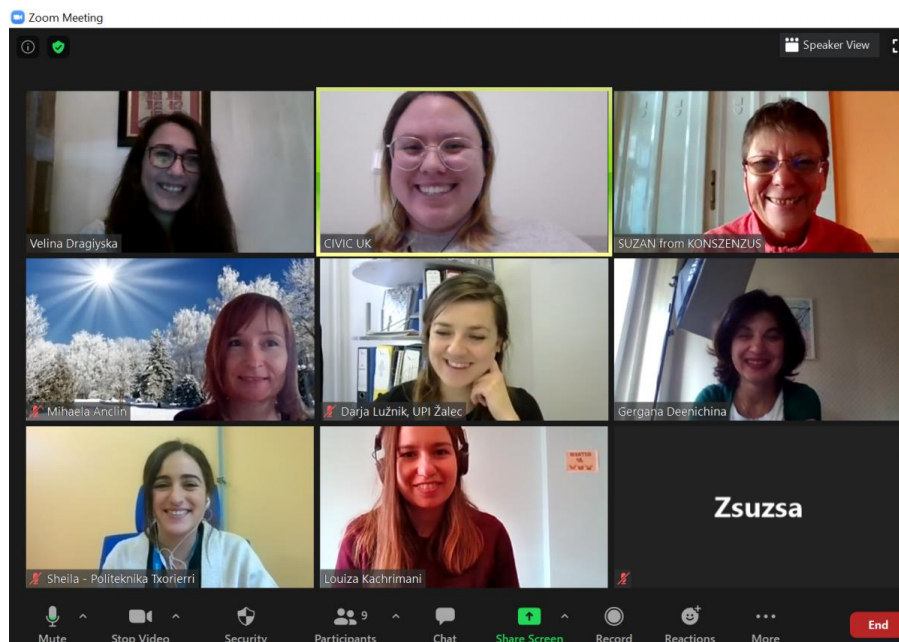 Zoom Meeting
Speaker View
Velina Dragiyska
CIVIC UK
SUZAN from KONSZENZUS
Mihaela Anclin
Darja Lužnik, UPI Žalec
Gergana Deenichina
Sheila - Politeknika Txorierri
Louiza Kachrimani
Zsuzsa
9
Mute
Stop Video
Security
Participants
Chat
Share Screen
Record
Reactions
More
End